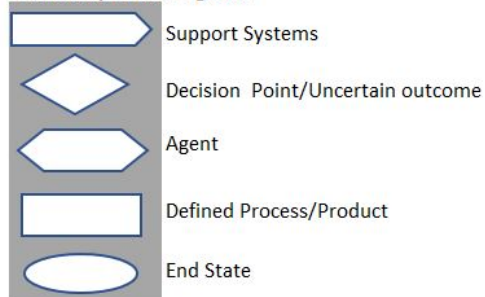 Support Systems
Decision Point/Uncertain outcome
Agent
Defined Process/Product
End State